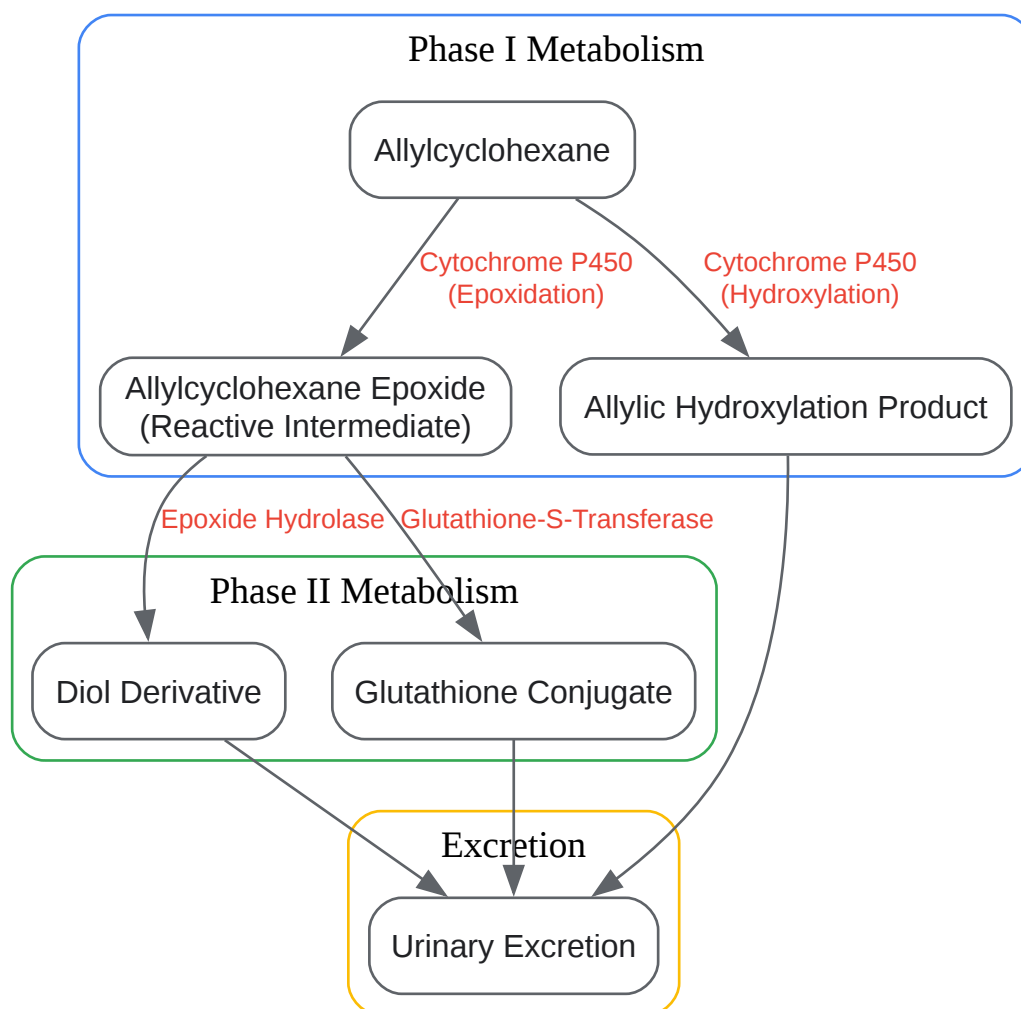 Phase I Metabolism
Allylcyclohexane
Cytochrome P450
(Epoxidation)
Cytochrome P450
(Hydroxylation)
Allylcyclohexane Epoxide
(Reactive Intermediate)
Allylic Hydroxylation Product
Epoxide Hydrolase
Glutathione-S-Transferase
Phase II Metabolism
Diol Derivative
Glutathione Conjugate
Excretion
Urinary Excretion